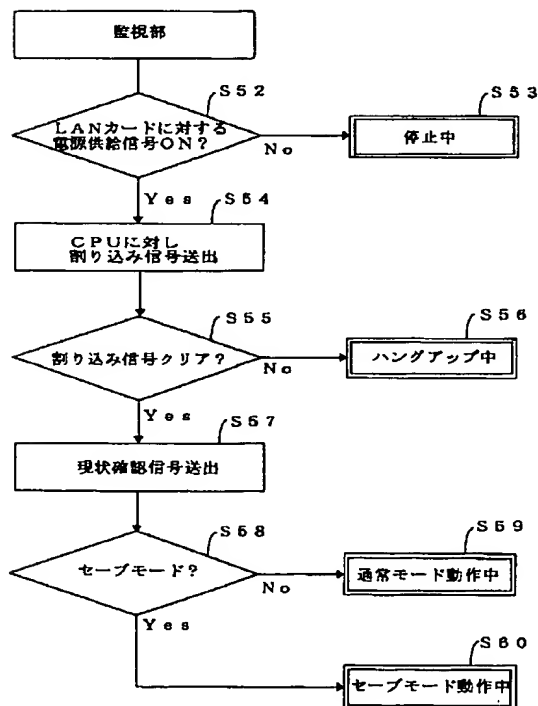 監視部
S52
LANカードに対する
電源供給信号ON?
No
S53
停止中
Yes
S54
CPUに対し
割り込み信号送出
S55
割り込み信号クリア?
No
S56
ハングアップ中
Yes
S57
現状確認信号送出
S58
セーブモード?
No
S59
通常モード動作中
Yes
S60
セーブモード動作中